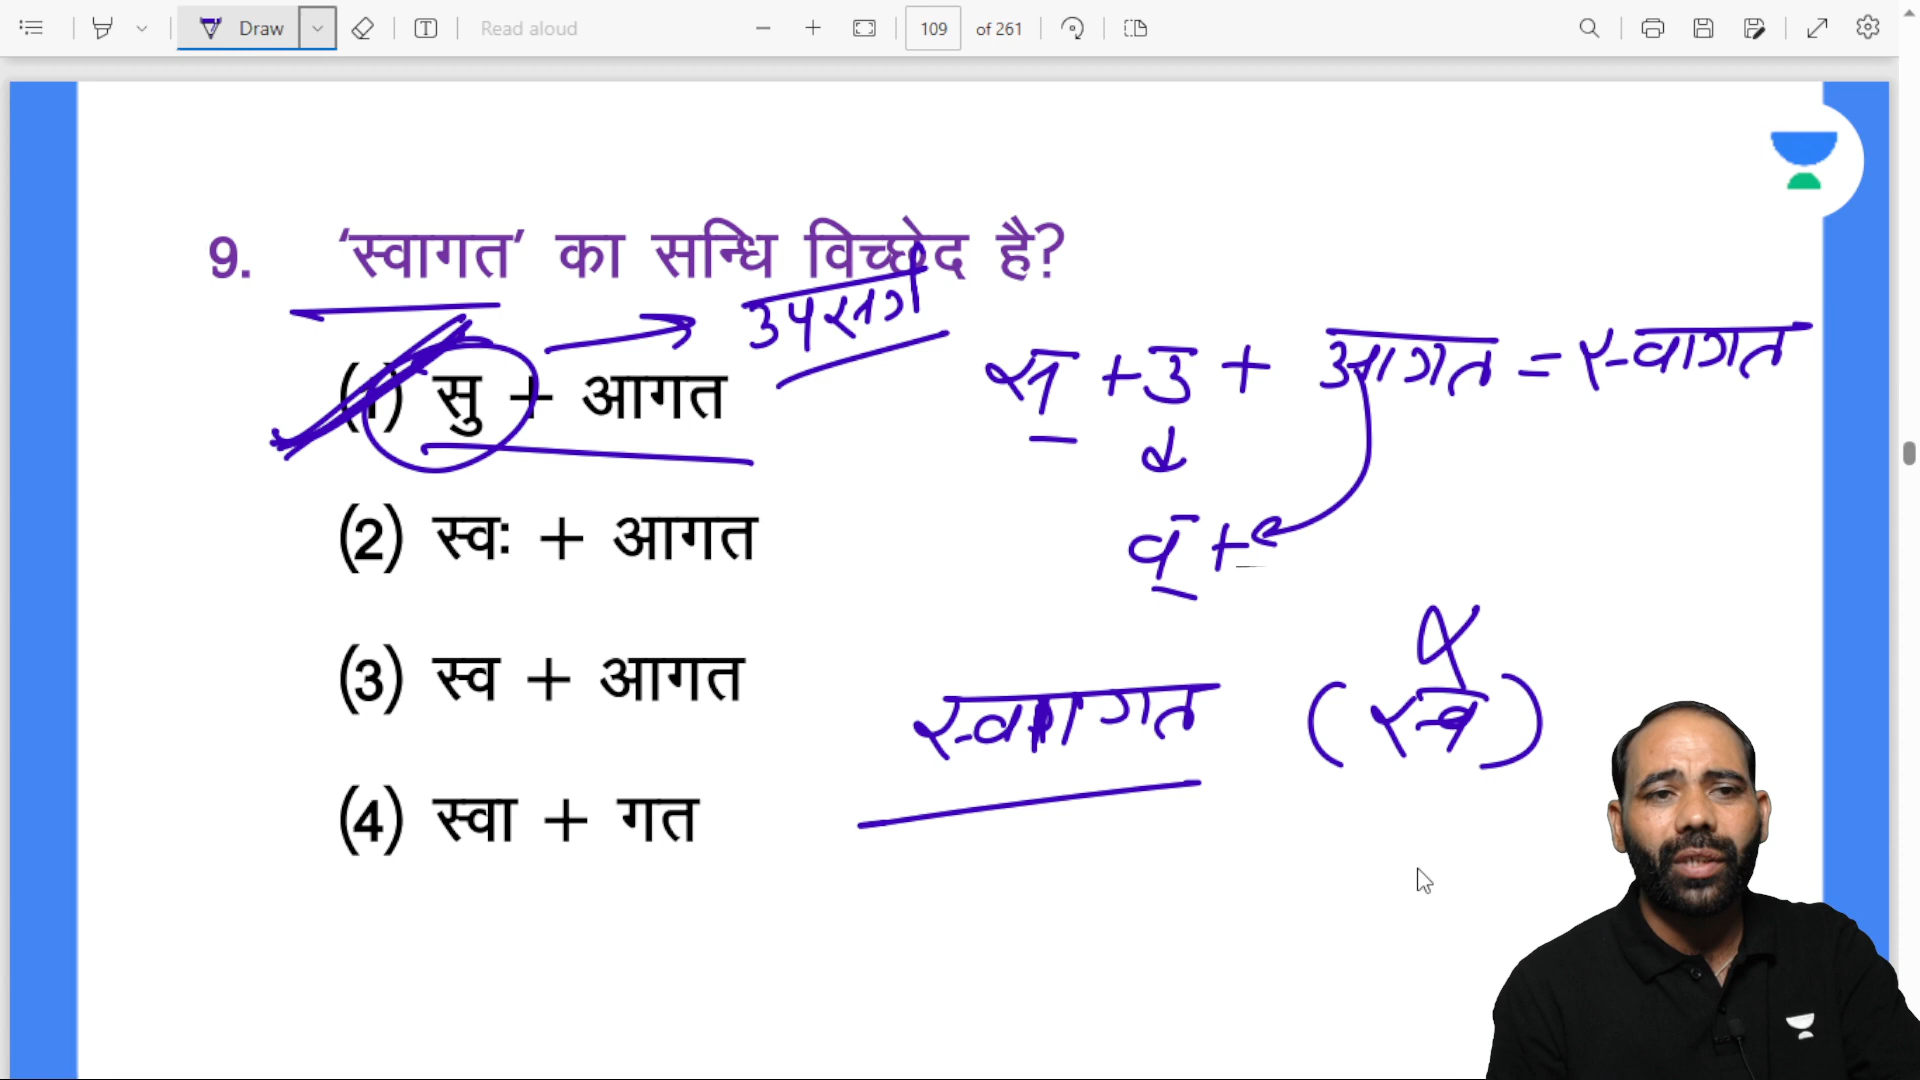 Draw
Read aloud
109 of 261
9. ‘स्वागत’ का सन्धि विच्छेद है?
उपसर्ग
(1) सु + आगत
स् + उ + आगत = स्वागत
व् +
(2) स्वः + आगत
(3) स्व + आगत
स्वागत (स्व)
(4) स्वा + गत